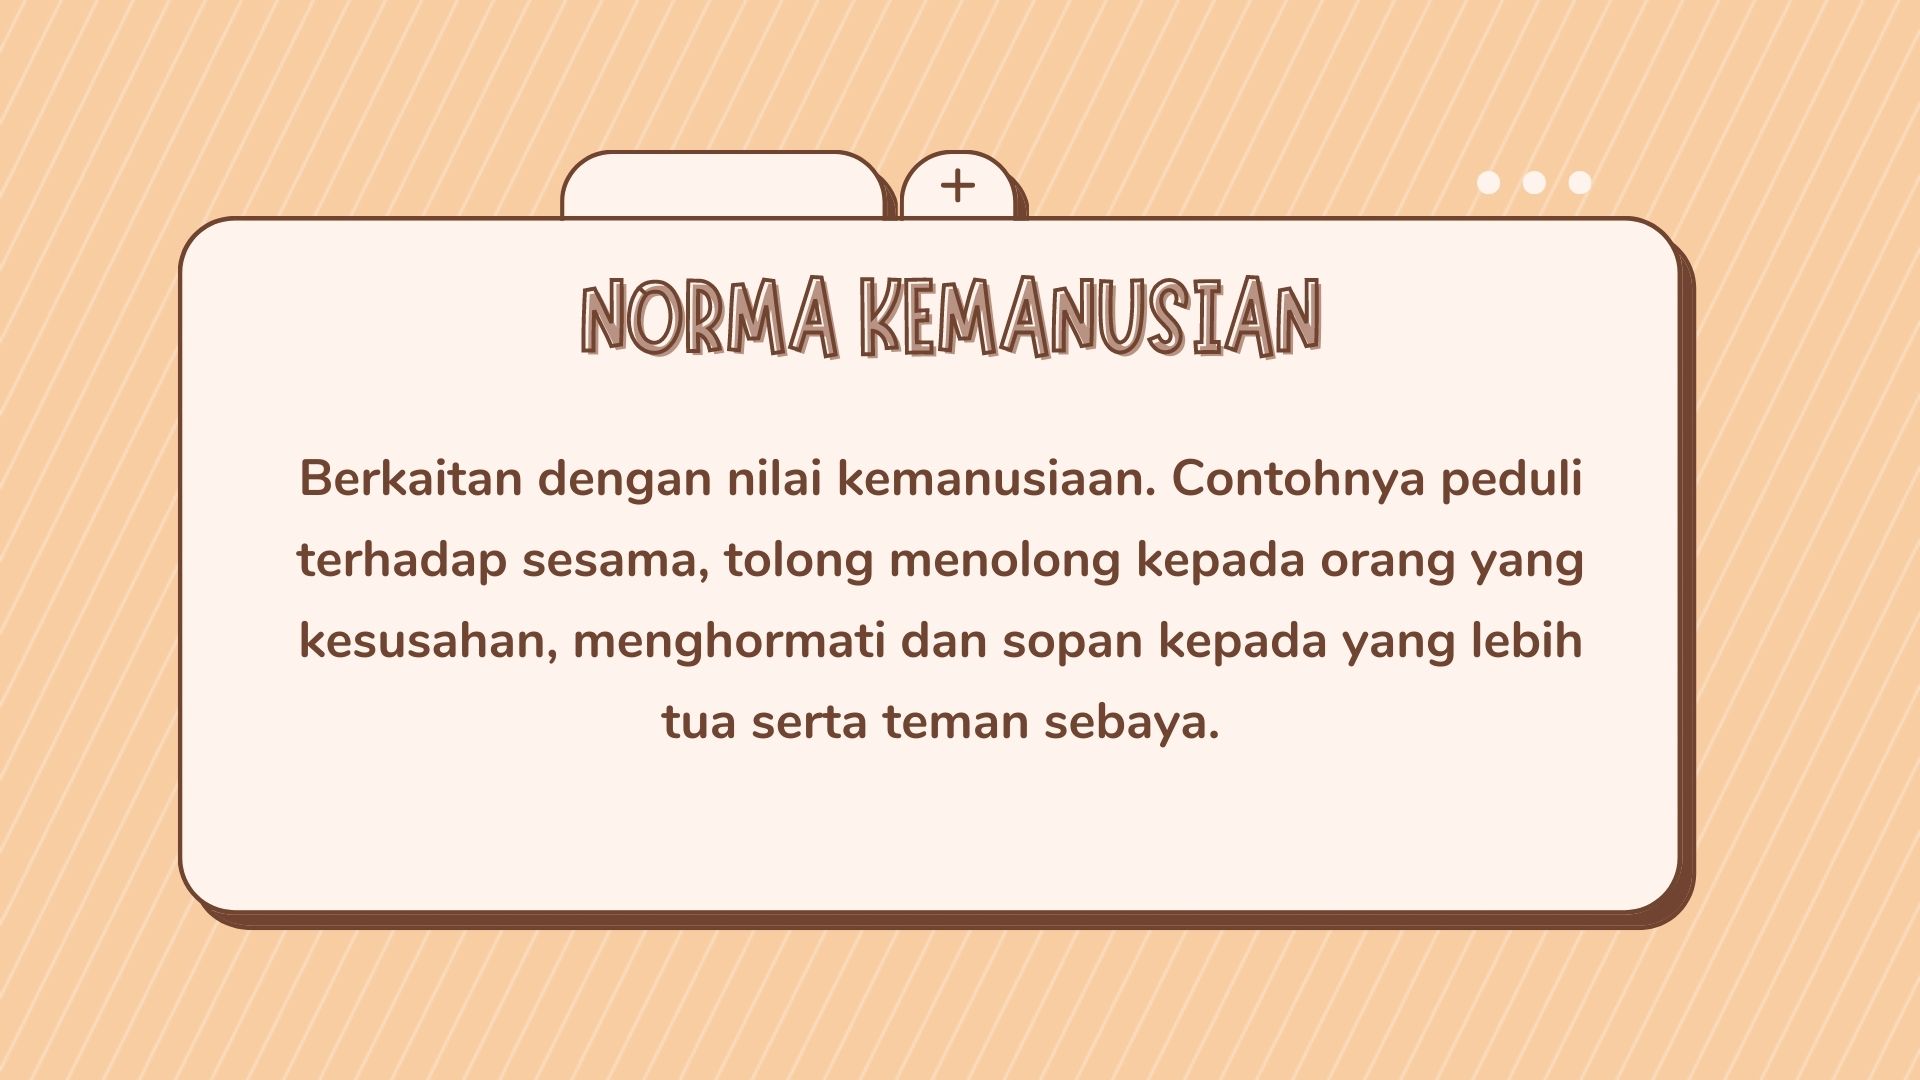 NORMA KEMANUSIAN
Berkaitan dengan nilai kemanusiaan. Contohnya peduli
terhadap sesama, tolong menolong kepada orang yang
kesusahan, menghormati dan sopan kepada yang lebih
tua serta teman sebaya.